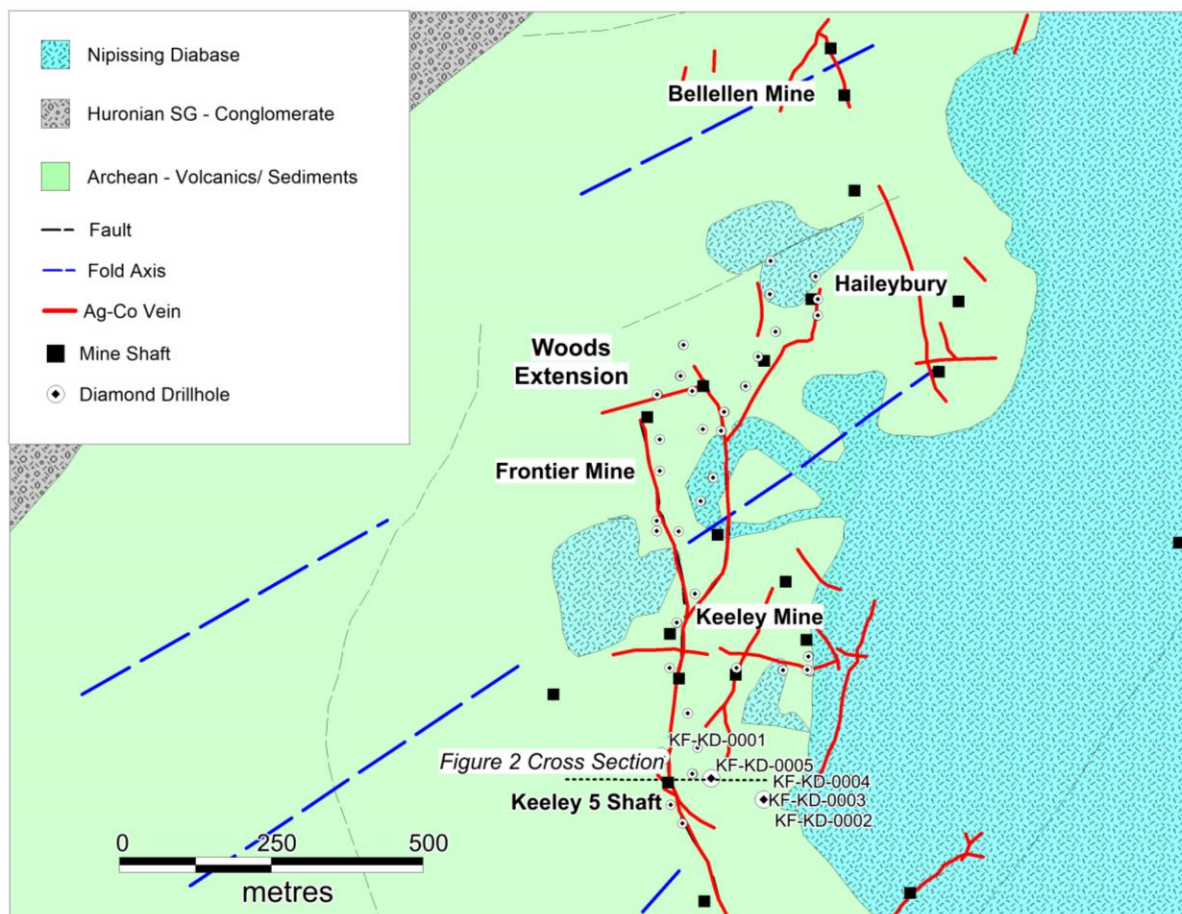 Nipissing Diabase
Huronian SG - Conglomerate
Archean - Volcanics/ Sediments
Fault
Fold Axis
Ag-Co Vein
Mine Shaft
Diamond Drillhole
Bellellen Mine
Haileybury
Woods
Extension
Frontier Mine
Keeley Mine
KF-KD-0001
Figure 2 Cross Section
KF-KD-0005
KF-KD-0004
Keeley 5 Shaft
KF-KD-0003
KF-KD-0002
0 250 500
metres